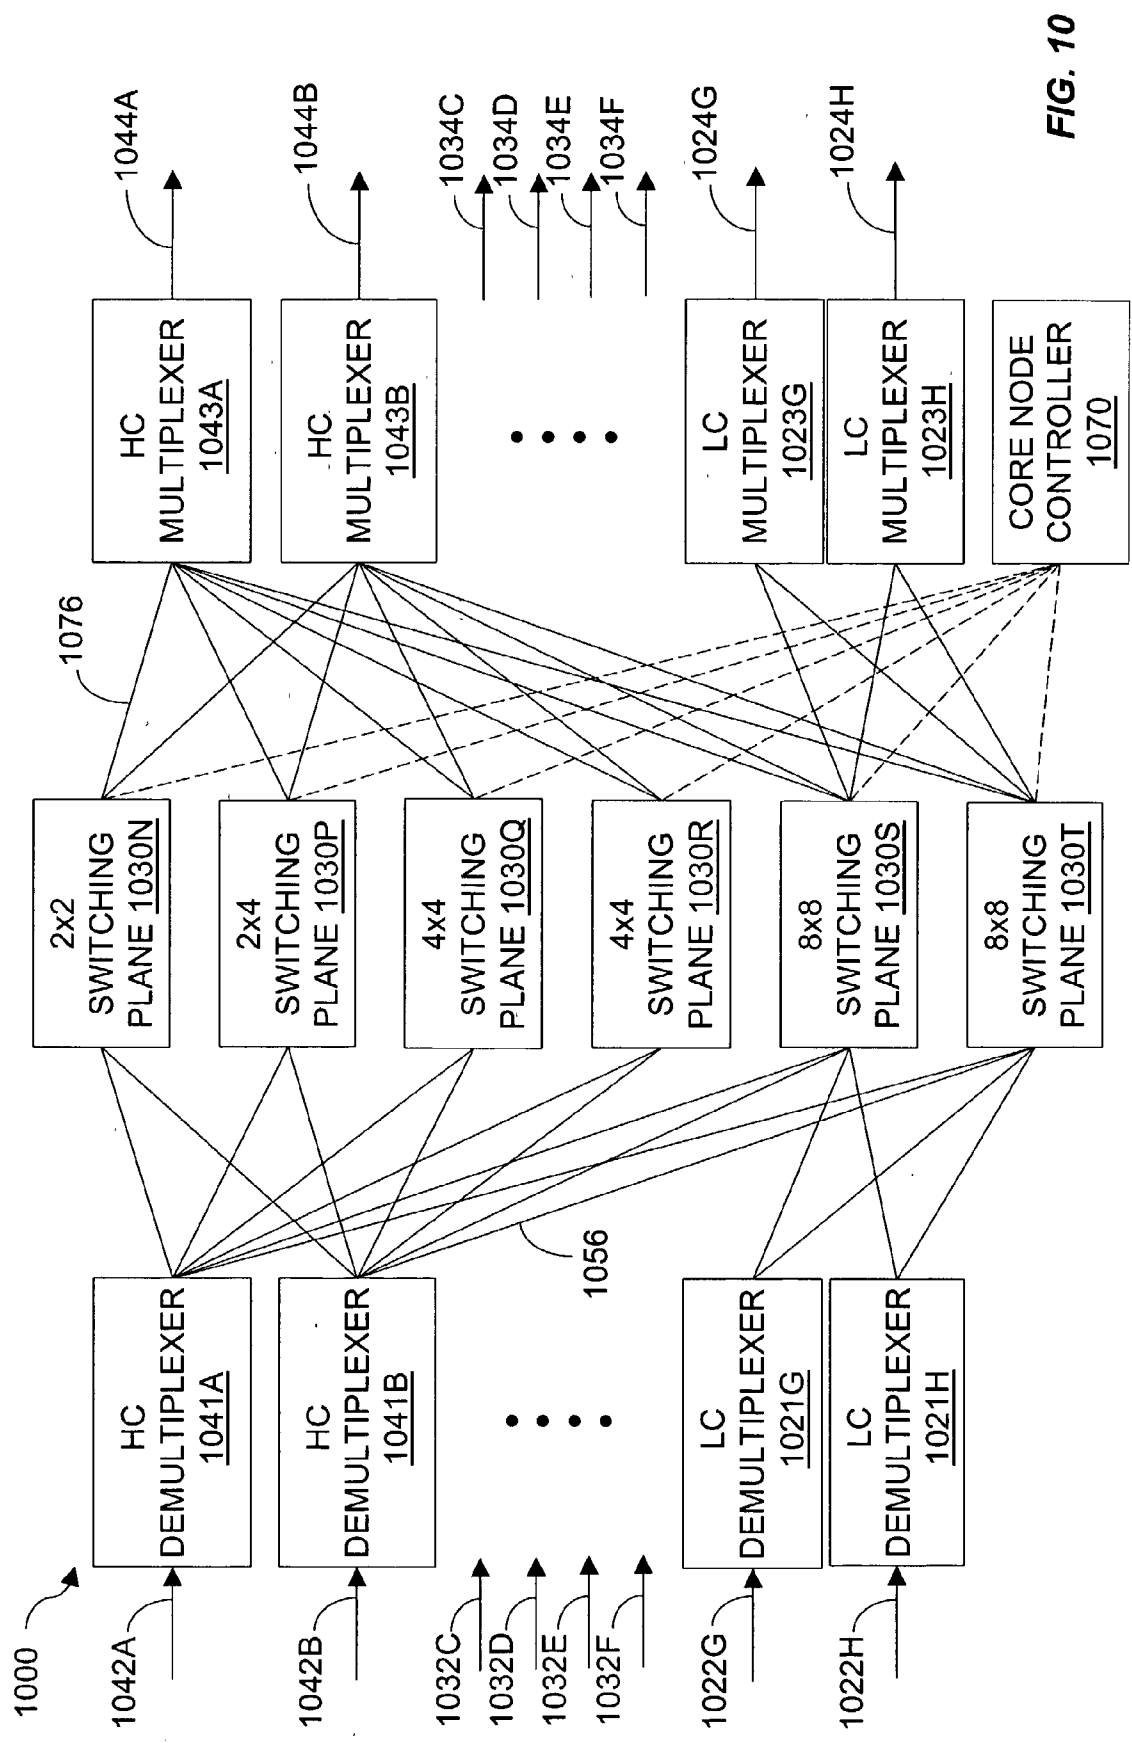 1000
1042A
1042B
1032C
1032D
1032E
1032F
1022G
1022H
HC
DEMULTIPLEXER
1041A
HC
DEMULTIPLEXER
1041B
LC
DEMULTIPLEXER
1021G
LC
DEMULTIPLEXER
1021H
1056
2x2
SWITCHING
PLANE 1030N
2x4
SWITCHING
PLANE 1030P
4x4
SWITCHING
PLANE 1030Q
4x4
SWITCHING
PLANE 1030R
8x8
SWITCHING
PLANE 1030S
8x8
SWITCHING
PLANE 1030T
1076
HC
MULTIPLEXER
1043A
HC
MULTIPLEXER
1043B
LC
MULTIPLEXER
1023G
LC
MULTIPLEXER
1023H
CORE NODE
CONTROLLER
1070
1044A
1044B
1034C
1034D
1034E
1034F
1024G
1024H
FIG. 10